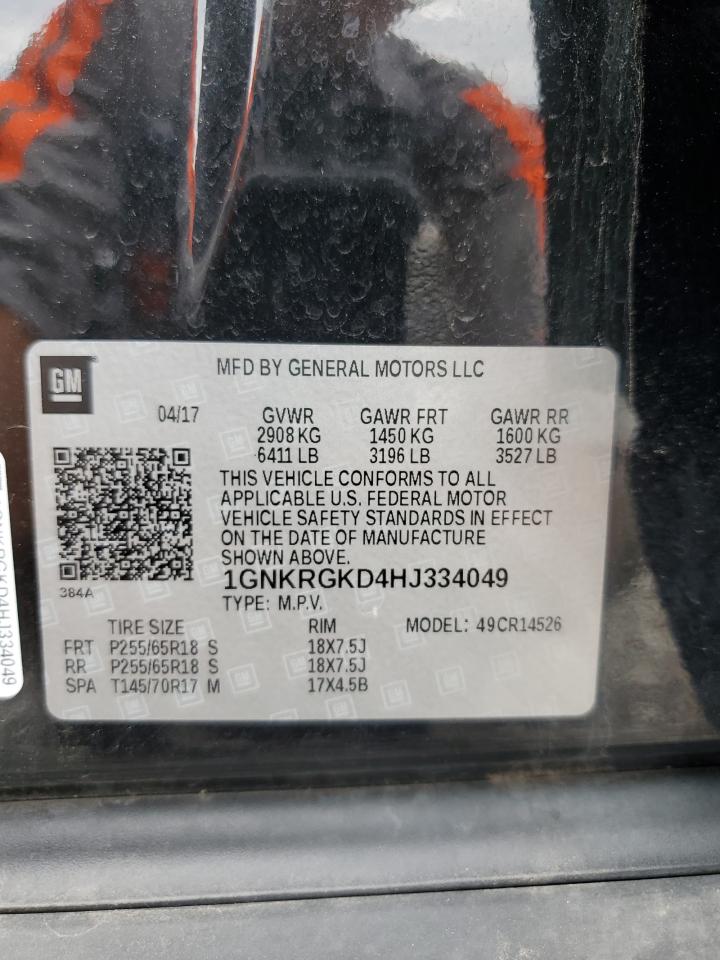 GM
MFD BY GENERAL MOTORS LLC
04/17 GVWR GAWR FRT GAWR RR
2908 KG 1450 KG 1600 KG
6411 LB 3196 LB 3527 LB
THIS VEHICLE CONFORMS TO ALL
APPLICABLE U.S. FEDERAL MOTOR
VEHICLE SAFETY STANDARDS IN EFFECT
ON THE DATE OF MANUFACTURE
SHOWN ABOVE.
384A
1GNKRGKD4HJ334049
TYPE: M.P.V.
TIRE SIZE RIM MODEL: 49CR14526
FRT P255/65R18 S 18X7.5J
RR P255/65R18 S 18X7.5J
SPA T145/70R17 M 17X4.5B
KRGKD4HJ334049